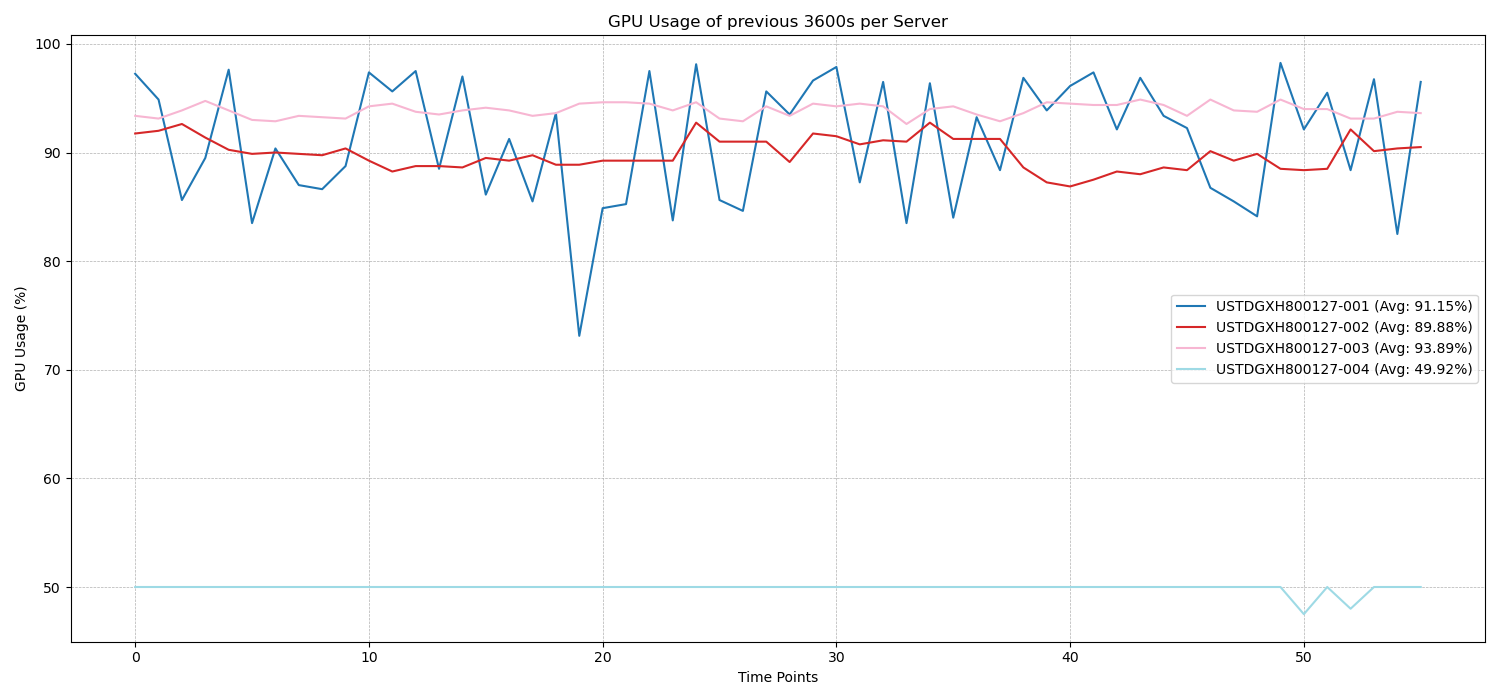 GPU Usage of previous 3600s per Server
100
90
80
70
60
50
GPU Usage (%)
USTDGXH800127-001 (Avg: 91.15%)
USTDGXH800127-002 (Avg: 89.88%)
USTDGXH800127-003 (Avg: 93.89%)
USTDGXH800127-004 (Avg: 49.92%)
0 10 20 30 40 50
Time Points